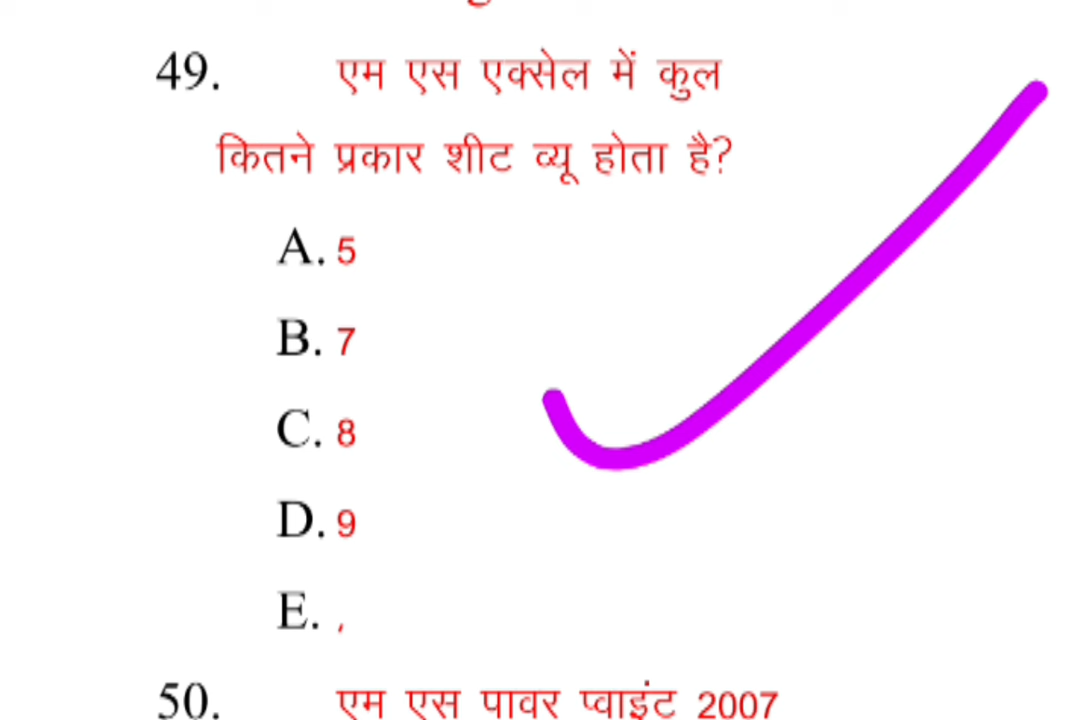 49. एम एस एक्सेल में कुल
कितने प्रकार शीट व्यू होता है?
A. 5
B. 7
C. 8
D. 9
E. ,
50. एम एस पावर प्वाइंट 2007